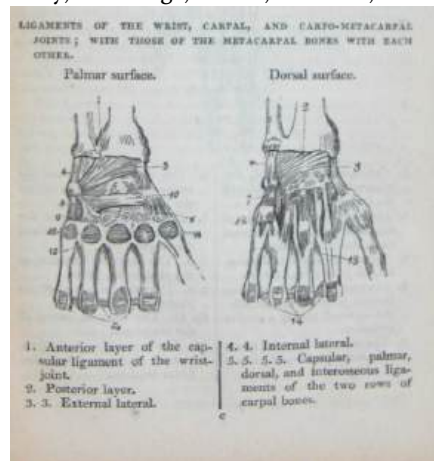 LIGAMENTS OF THE WRIST, CARPAL, AND CARPO-METACARPAL
JOINTS; WITH THOSE OF THE METACARPAL BONES WITH EACH
OTHER.
Palmar surface.
Dorsal surface.
1. Anterior layer of the cap-
sular ligament of the wrist-
joint.
2. Posterior layer.
3. 3. External lateral.
4. 4. Internal lateral.
5. 5. 5. 5. Capsular, palmar,
dorsal, and interosseous liga-
ments of the two rows of
carpal bones.